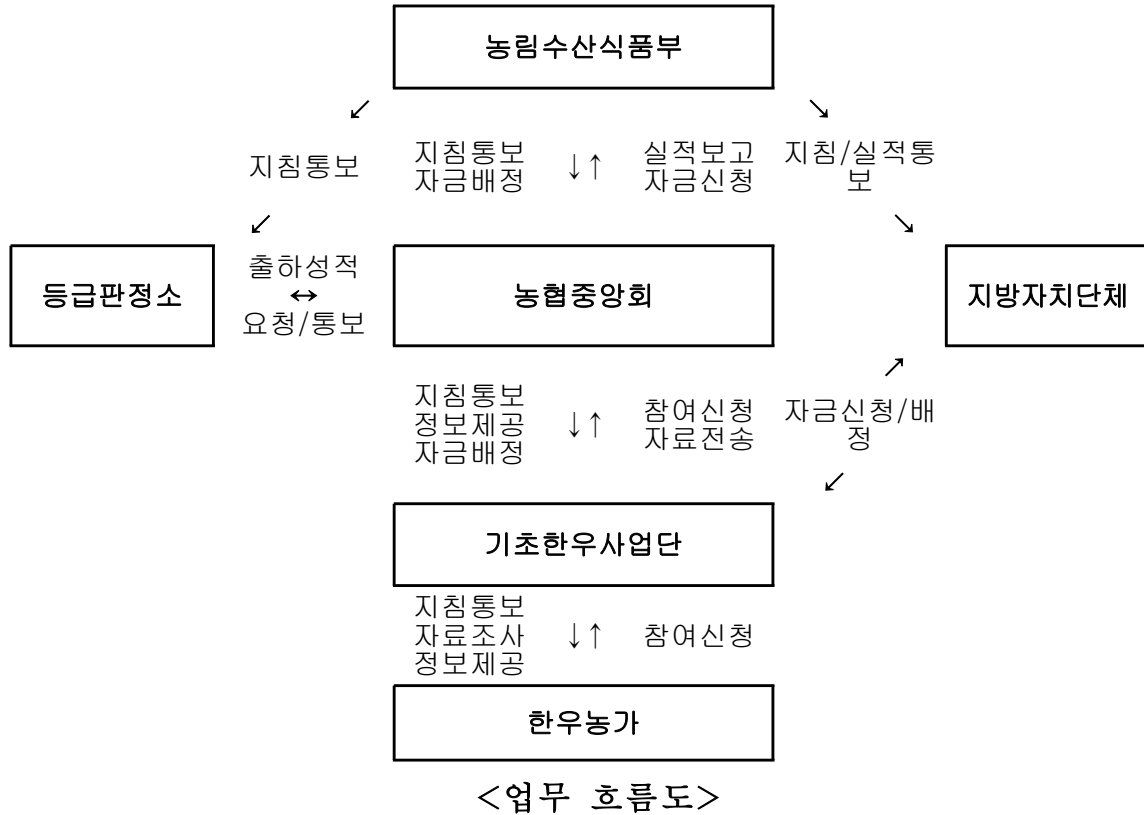 농림수산식품부
↙ ↘
지침통보
지침통보
자금배정
↓↑
실적보고
자금신청
지침/실적통
보
↙ ↘
등급판정소
출하성적
↔
요청/통보
농협중앙회
지방자치단체
↗
지침통보
정보제공
자금배정
↓↑
참여신청
자료전송
자금신청/배
정
↙
기초한우사업단
지침통보
자료조사
정보제공
↓↑
참여신청
한우농가
<업무 흐름도>